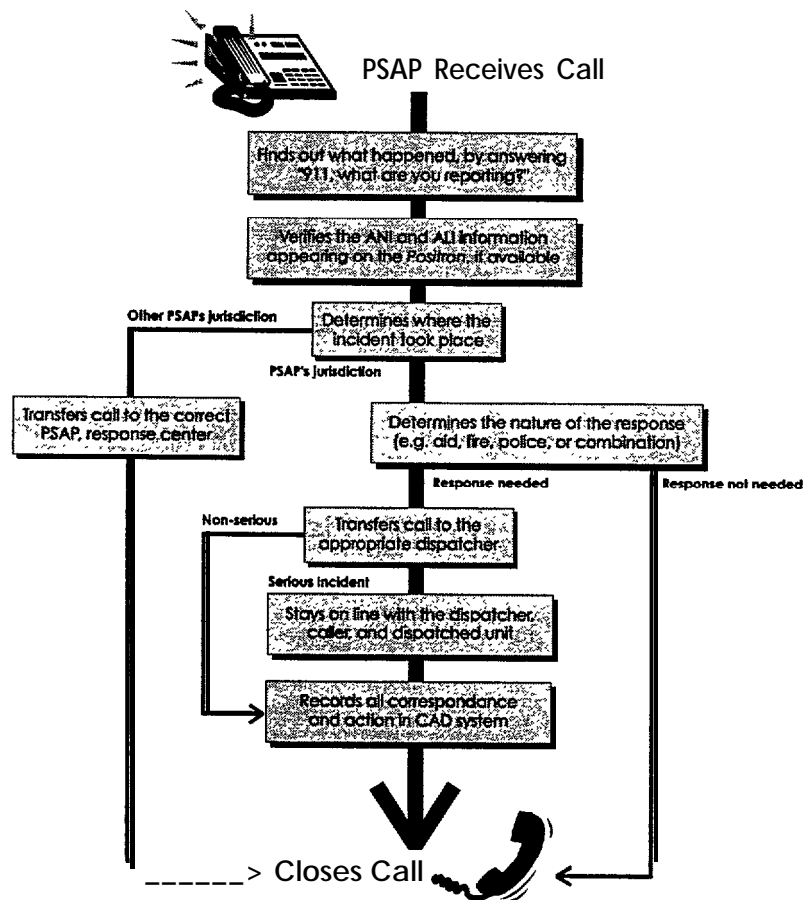 PSAP Receives Call
Finds out what happened, by answering
"911, what are you reporting?"
Verifies the ANI and ALI information
appearing on the Positron, if available
Other PSAP's jurisdiction
Determines where the
incident took place
PSAP's jurisdiction
Transfers call to the correct
PSAP, response center
Determines the nature of the response
(e.g. aid, fire, police, or combination)
Response needed
Response not needed
Non-serious
Transfers call to the
appropriate dispatcher
Serious incident
Stays on line with the dispatcher,
caller, and dispatched unit
Records all correspondance
and action in CAD system
______> Closes Call